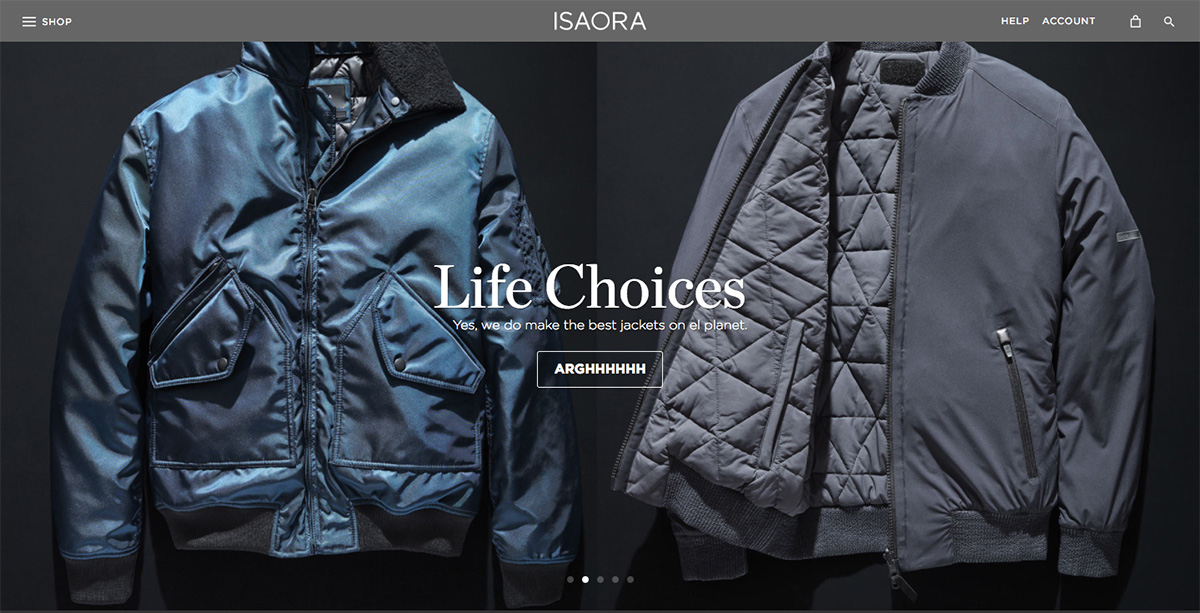 SHOP
ISAORA
HELP
ACCOUNT
Life Choices
Yes, we do make the best jackets on el planet.
ARGHHHHHH